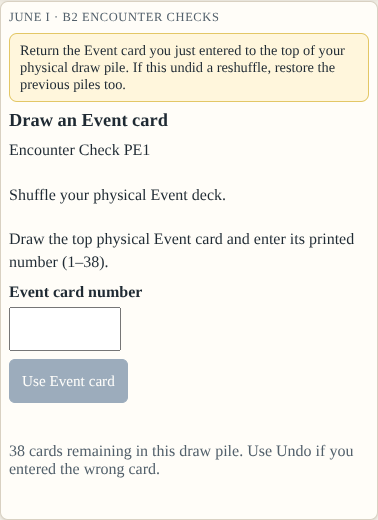 JUNE I · B2 ENCOUNTER CHECKS
Return the Event card you just entered to the top of your
physical draw pile. If this undid a reshuffle, restore the
previous piles too.
Draw an Event card
Encounter Check PE1
Shuffle your physical Event deck.
Draw the top physical Event card and enter its printed
number (1–38).
Event card number
Use Event card
38 cards remaining in this draw pile. Use Undo if you
entered the wrong card.